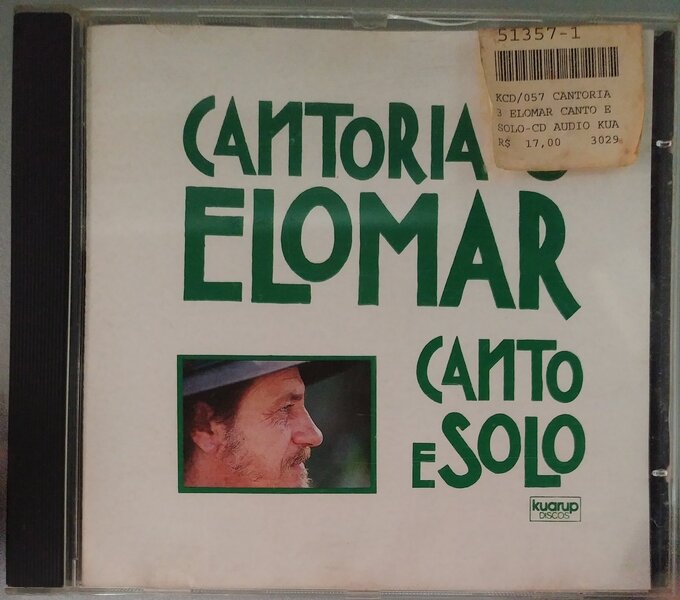 51357-1
KCD/057 CANTORIA
3 ELOMAR CANTO E
SOLO-CD AUDIO KUA
R$ 17,00 3029
CANTORIA
ELOMAR
CANTO
E SOLO
kuarup
DISCOS